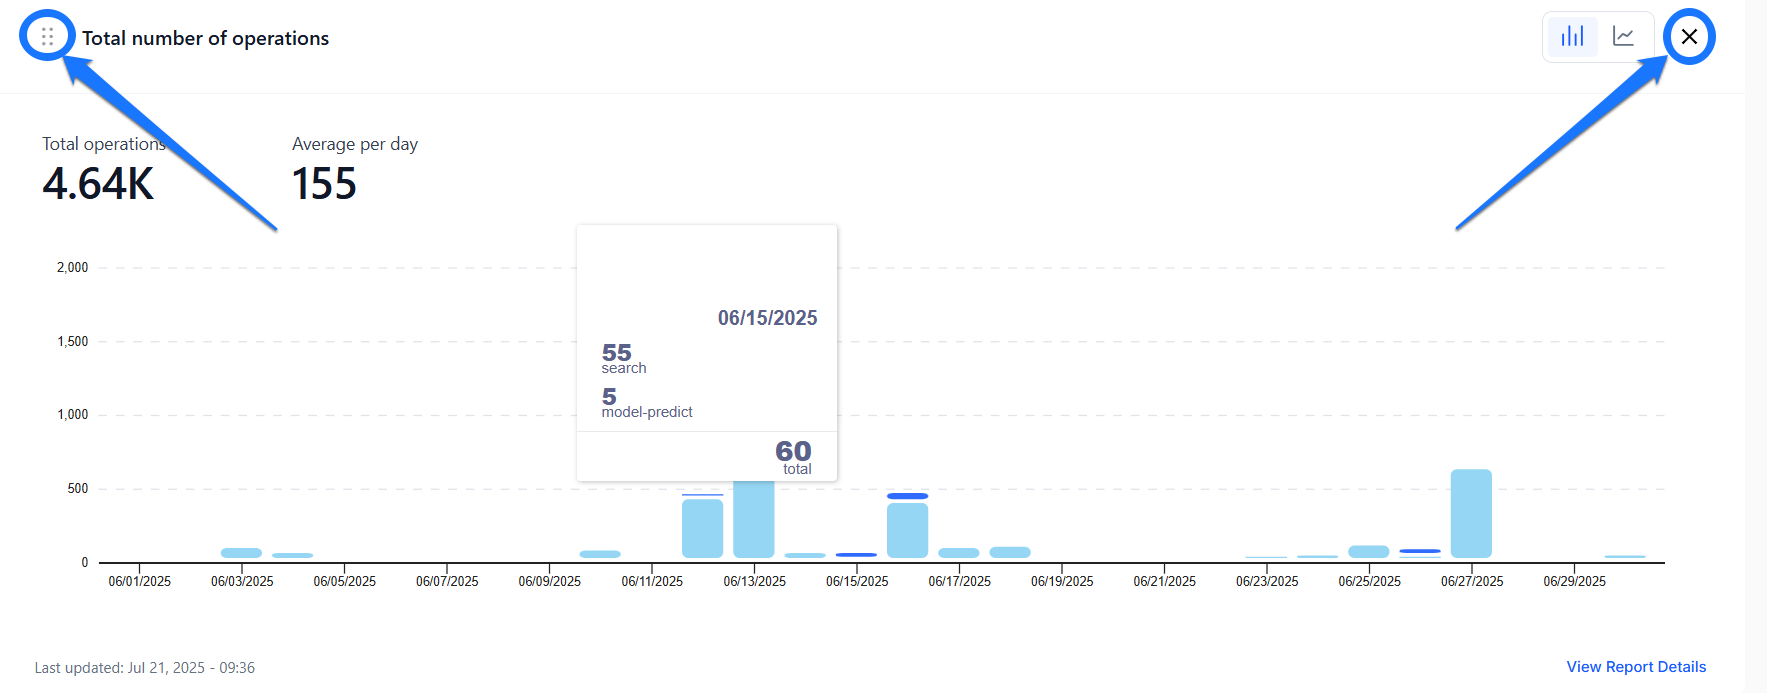 Total number of operations
Total operations
Average per day
4.64K
155
06/15/2025
55
search
5
model-predict
60
total
2,000
1,500
1,000
500
0
06/01/2025 06/03/2025 06/05/2025 06/07/2025 06/09/2025 06/11/2025 06/13/2025 06/15/2025 06/17/2025 06/19/2025 06/21/2025 06/23/2025 06/25/2025 06/27/2025 06/29/2025
Last updated: Jul 21, 2025 - 09:36
View Report Details